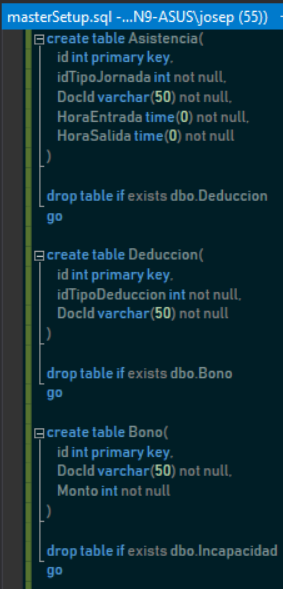 masterSetup.sql -...N9-ASUS\josep (55))
create table Asistencia(
id int primary key,
idTipoJornada int not null,
DocId varchar(50) not null,
HoraEntrada time(0) not null,
HoraSalida time(0) not null
)
drop table if exists dbo.Deduccion
go
create table Deduccion(
id int primary key,
idTipoDeduccion int not null,
DocId varchar(50) not null
)
drop table if exists dbo.Bono
go
create table Bono(
id int primary key,
DocId varchar(50) not null,
Monto int not null
)
drop table if exists dbo.Incapacidad
go